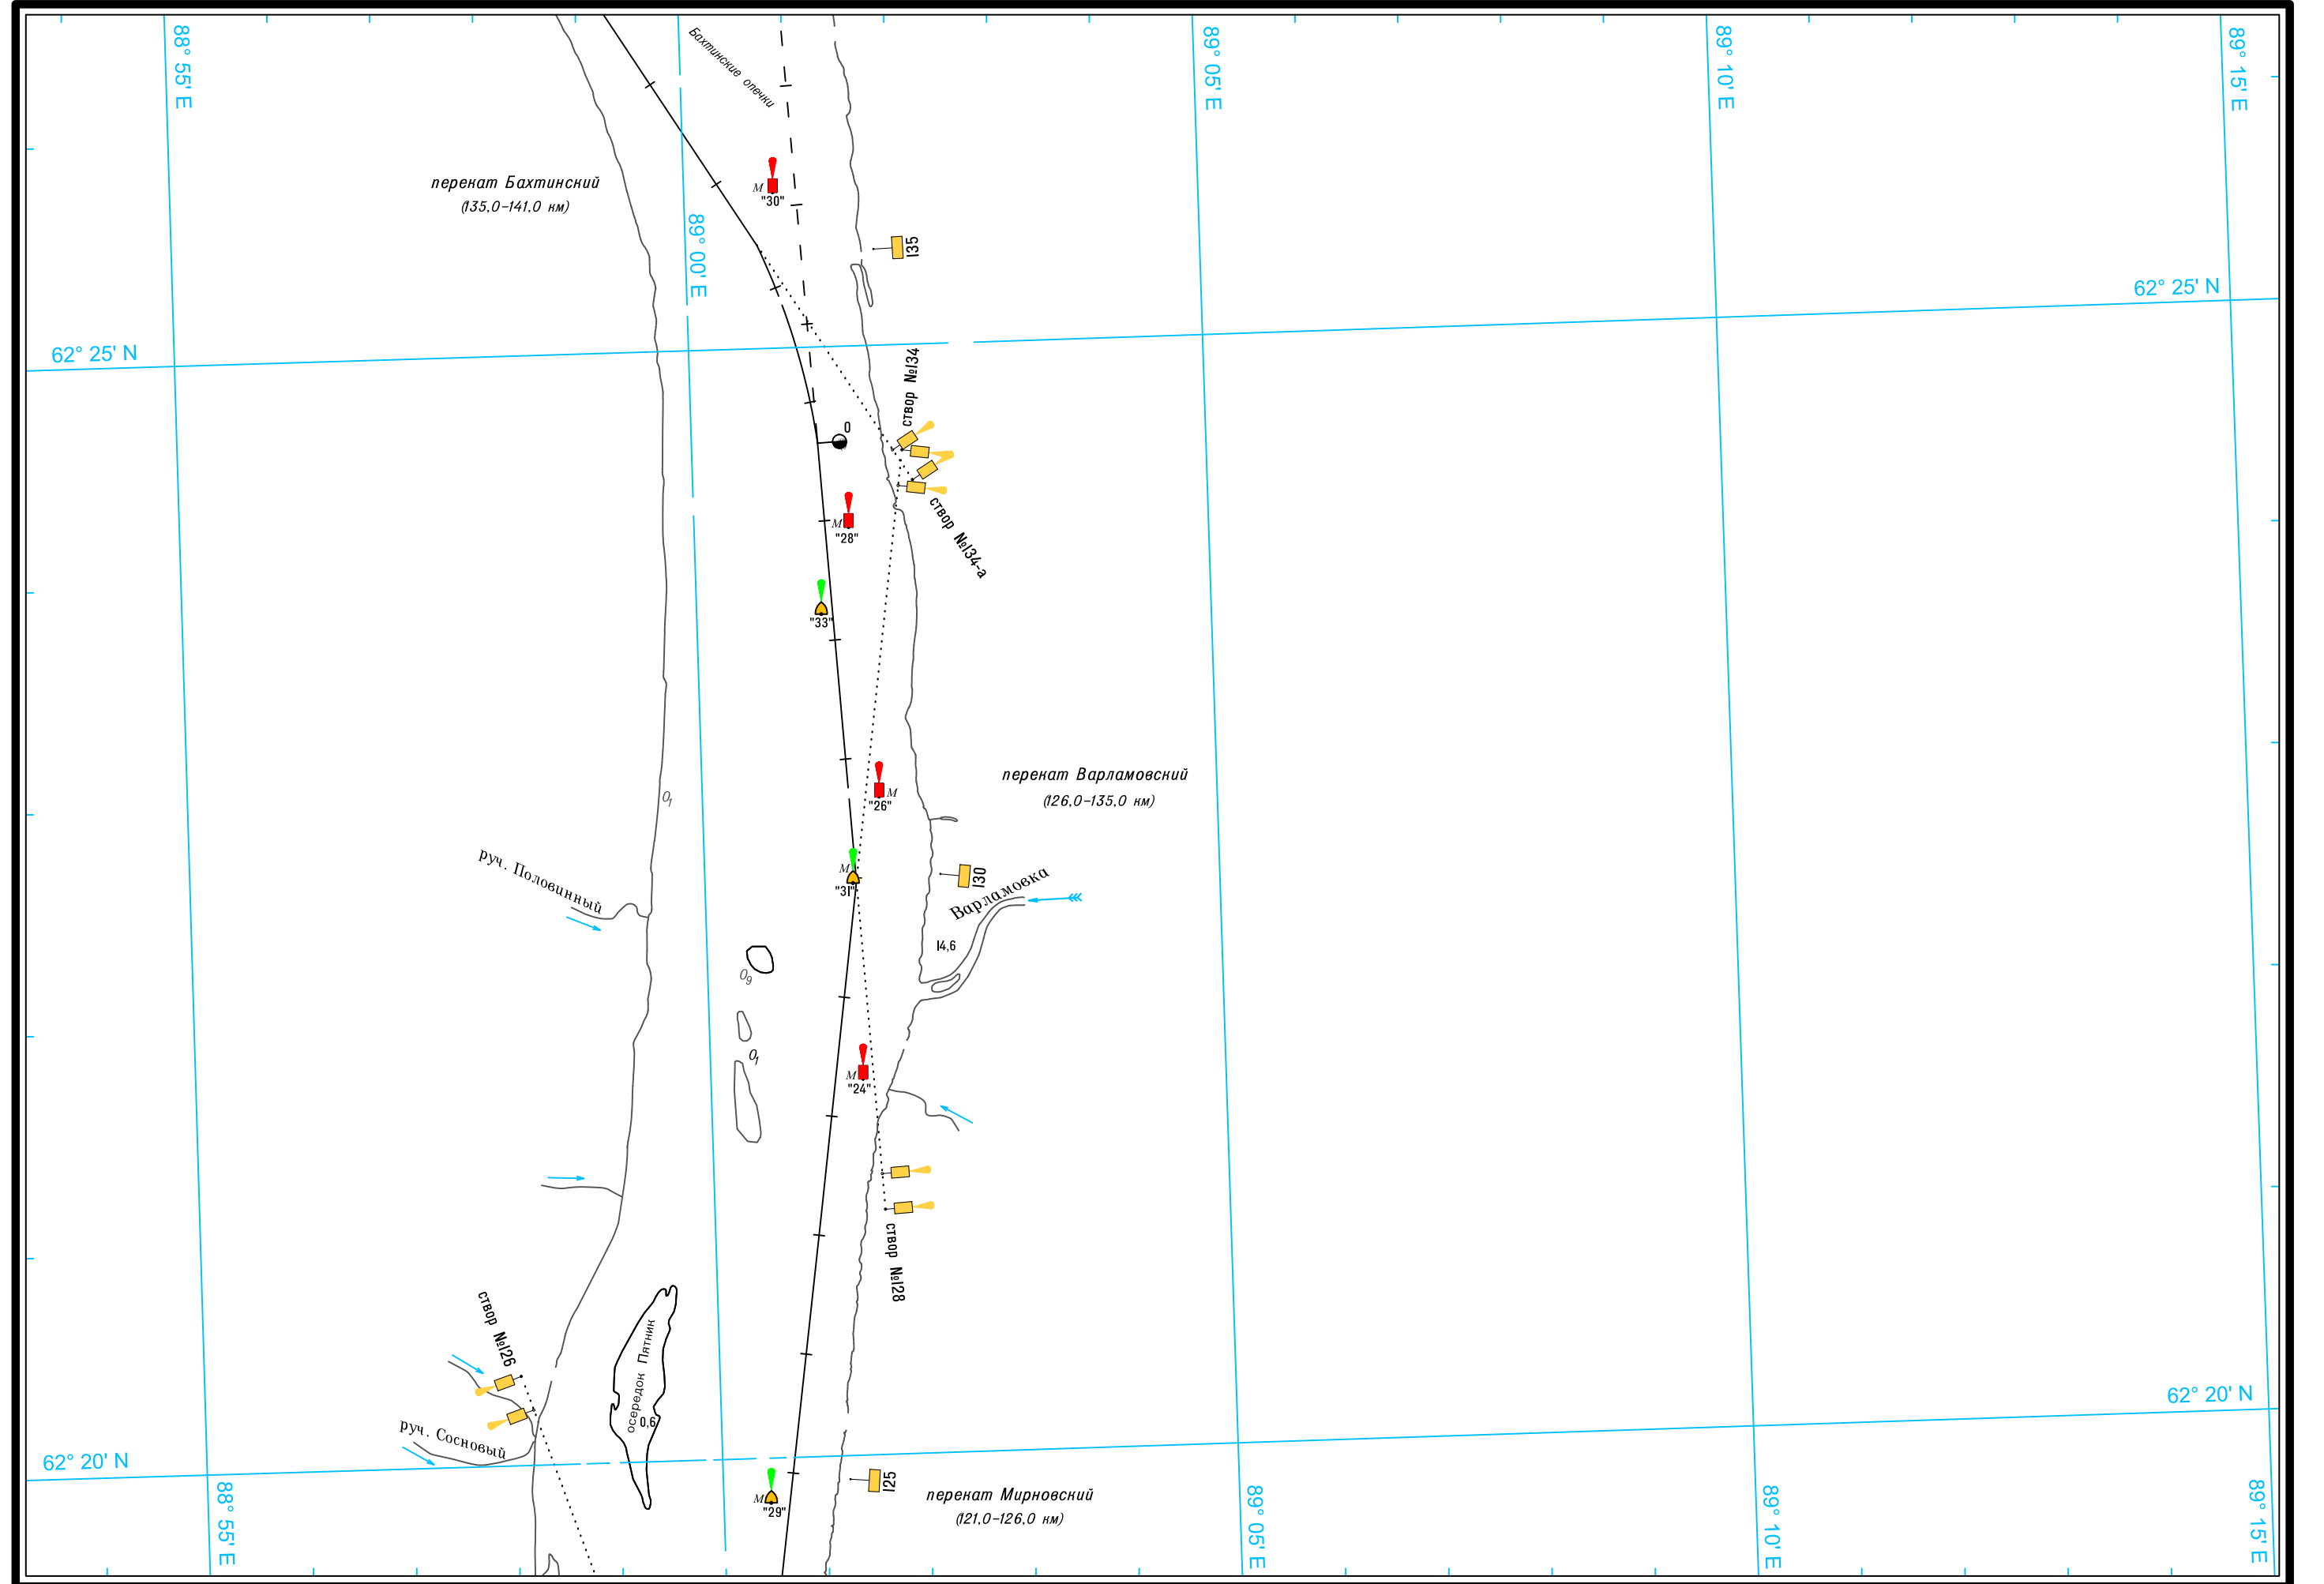 88° 55' E
Бахтинские опечки
89° 05' E
89° 10' E
89° 15' E
перекат Бахтинский
(135,0-141,0 км)
М
"30"
89° 00' E
135
62° 25' N
62° 25' N
створ №134
0
М
"28"
створ №134-а
"33"
перекат Варламовский
(126,0-135,0 км)
М
"26"
0₁
руч. Половинный
М
"31"
130
Варламовка
14,6
0₉
0₁
М
"24"
створ №128
створ №126
осередок Пятник
0,6
руч. Сосновый
62° 20' N
62° 20' N
М
"29"
125
перекат Мирновский
(121,0-126,0 км)
88° 55' E
89° 05' E
89° 10' E
89° 15' E